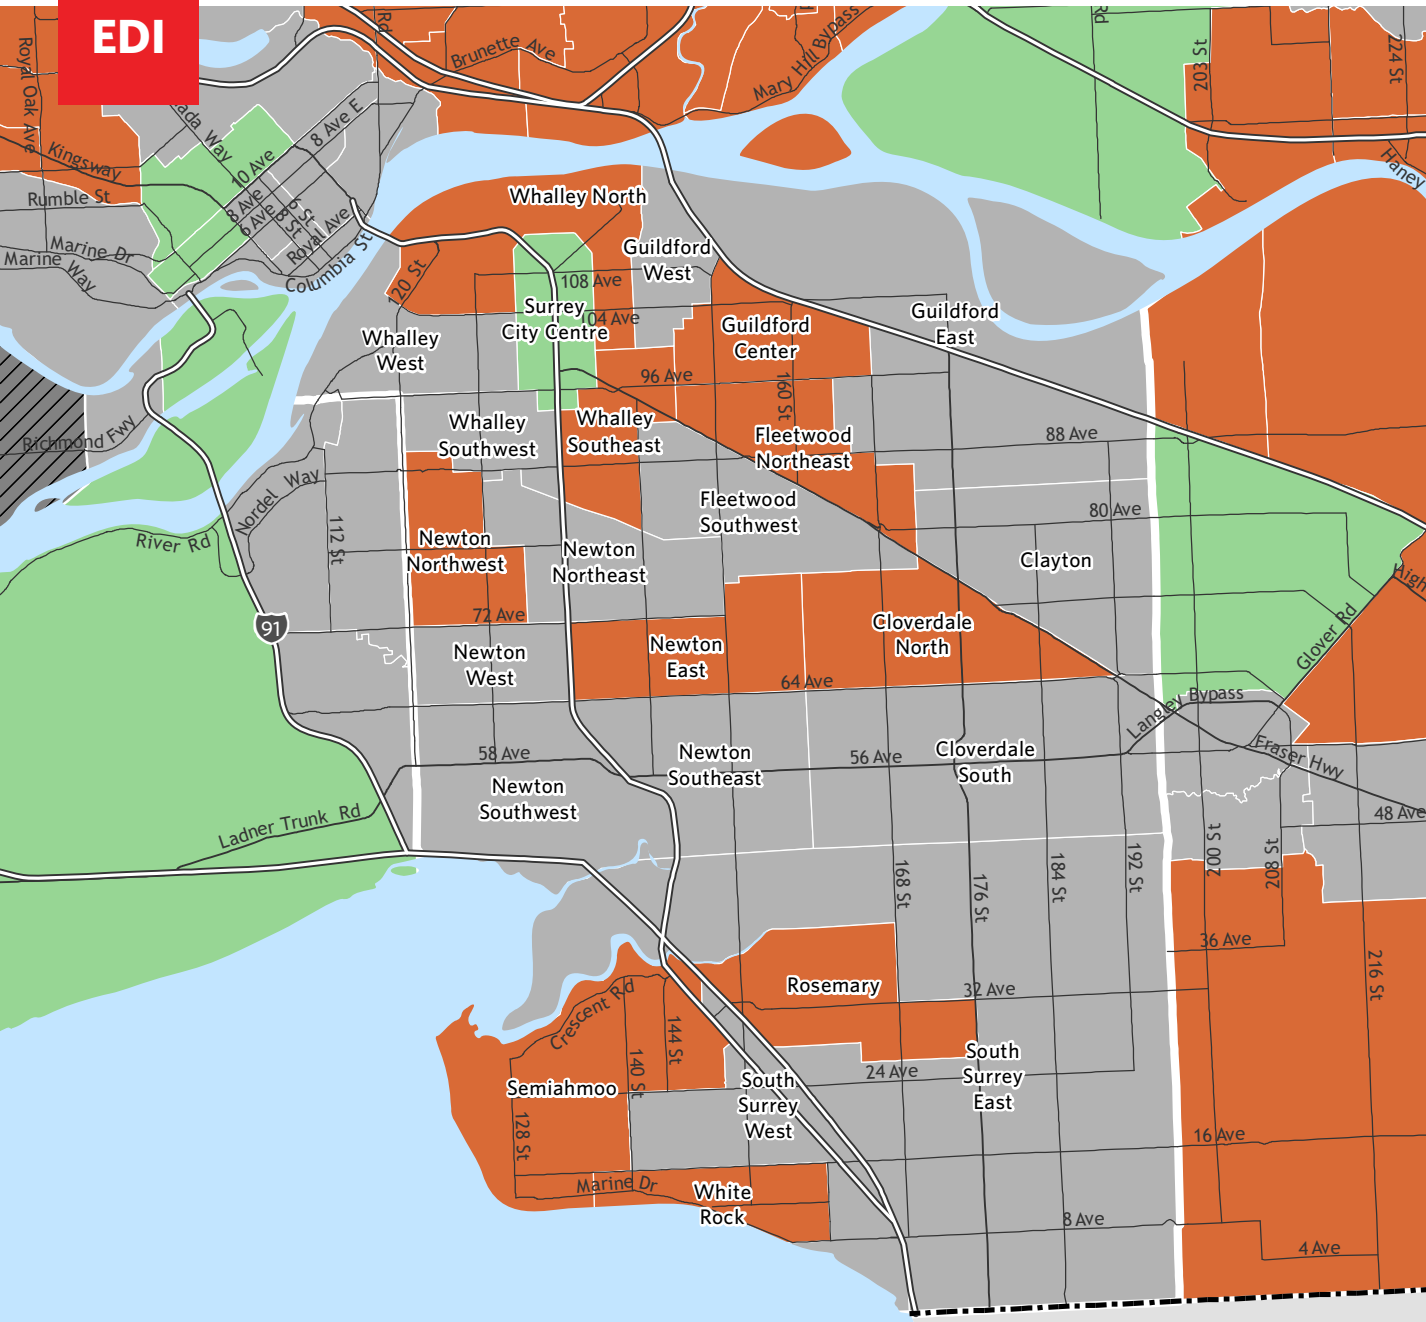 EDI
Royal Oak Ave
Rd
Brunette Ave
Mary Hill Bypass
Rd
203 St
224 St
Haney
Kingsway
Rumble St
Marine Dr
Marine Way
ada Way
8 Ave E
10 Ave
8 Ave
6 Ave
6 St
8 St
Royal Ave
Columbia St
Whalley North
Guildford
West
120 St
108 Ave
Surrey
City Centre
04 Ave
Whalley
West
Guildford
Center
Guildford
East
96 Ave
160 St
Whalley
Southwest
Whalley
Southeast
Fleetwood
Northeast
88 Ave
Richmond Fwy
Nordel Way
River Rd
112 St
Fleetwood
Southwest
80 Ave
Newton
Northwest
Newton
Northeast
Clayton
High
91
72 Ave
Newton
West
Newton
East
Cloverdale
North
Glover Rd
64 Ave
Langley Bypass
58 Ave
Newton
Southeast
56 Ave
Cloverdale
South
Fraser Hwy
Newton
Southwest
Ladner Trunk Rd
48 Ave
168 St
176 St
184 St
192 St
200 St
208 St
36 Ave
216 St
Rosemary
32 Ave
Crescent Rd
144 St
140 St
128 St
Semiahmoo
South
Surrey
West
24 Ave
South
Surrey
East
16 Ave
Marine Dr
White
Rock
8 Ave
4 Ave